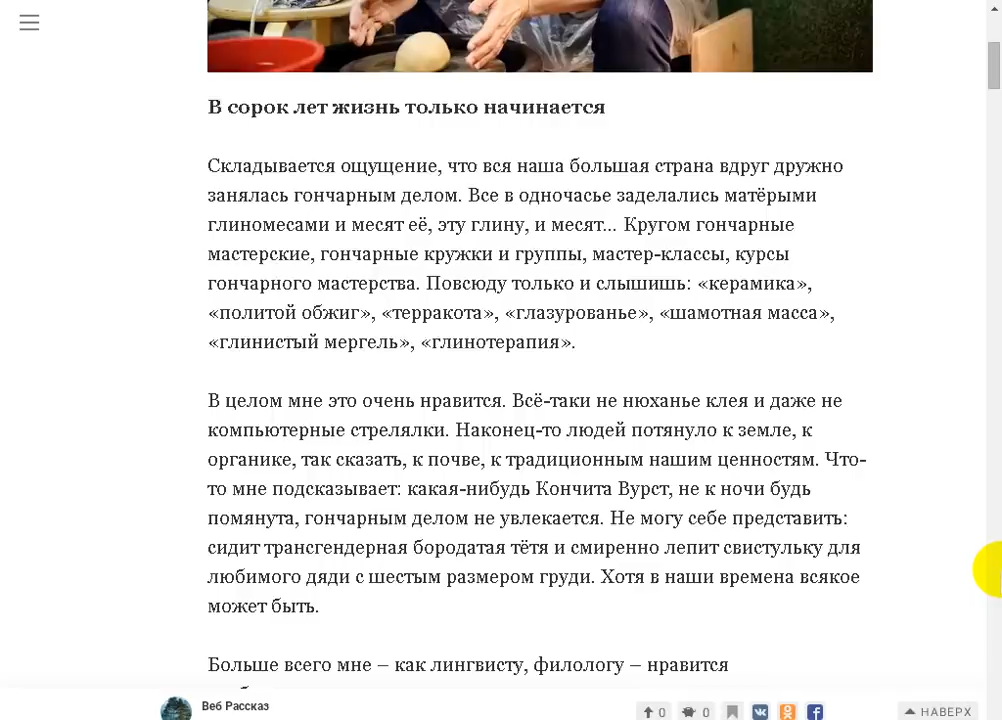 В сорок лет жизнь только начинается
Складывается ощущение, что вся наша большая страна вдруг дружно
занялась гончарным делом. Все в одночасье заделались матёрыми
глиномесами и месят её, эту глину, и месят... Кругом гончарные
мастерские, гончарные кружки и группы, мастер-классы, курсы
гончарного мастерства. Повсюду только и слышишь: «керамика»,
«политой обжиг», «терракота», «глазурованье», «шамотная масса»,
«глинистый мергель», «глинотерапия».
В целом мне это очень нравится. Всё-таки не нюханье клея и даже не
компьютерные стрелялки. Наконец-то людей потянуло к земле, к
органике, так сказать, к почве, к традиционным нашим ценностям. Что-
то мне подсказывает: какая-нибудь Кончита Вурст, не к ночи будь
помянута, гончарным делом не увлекается. Не могу себе представить:
сидит трансгендерная бородатая тётя и смиренно лепит свистульку для
любимого дяди с шестым размером груди. Хотя в наши времена всякое
может быть.
Больше всего мне – как лингвисту, филологу – нравится
Веб Рассказ
0 0 НАВЕРХ